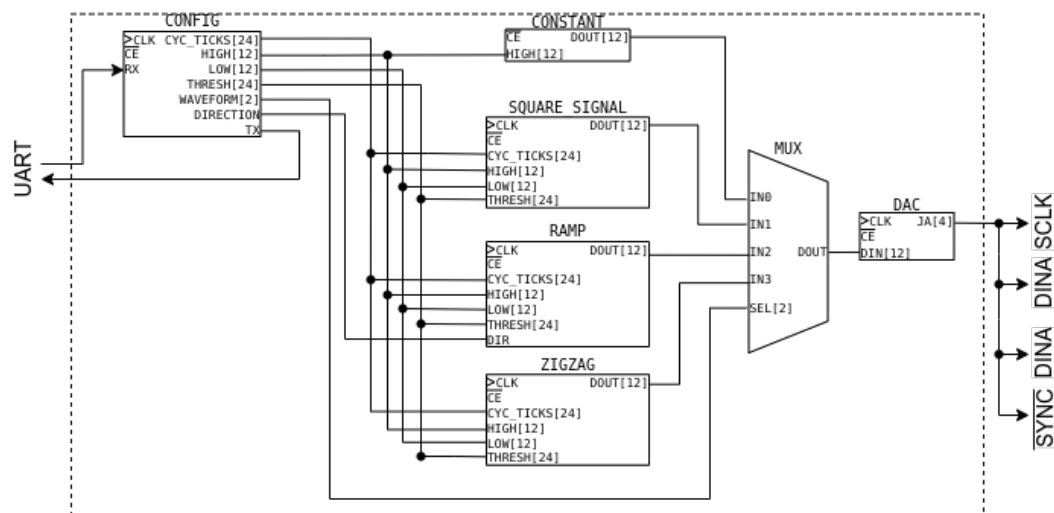 CONFIG
>CLK CYC_TICKS[24]
CE HIGH[12]
RX LOW[12]
THRESH[24]
WAVEFORM[2]
DIRECTION
TX
UART
CONSTANT
CE DOUT[12]
HIGH[12]
SQUARE SIGNAL
>CLK DOUT[12]
CE
CYC_TICKS[24]
HIGH[12]
LOW[12]
THRESH[24]
RAMP
>CLK DOUT[12]
CE
CYC_TICKS[24]
HIGH[12]
LOW[12]
THRESH[24]
DIR
ZIGZAG
>CLK DOUT[12]
CE
CYC_TICKS[24]
HIGH[12]
LOW[12]
THRESH[24]
MUX
IN0
IN1
IN2
DOUT
IN3
SEL[2]
DAC
>CLK JA[4]
CE
DIN[12]
SCLK
DINA
DINA
SYNC